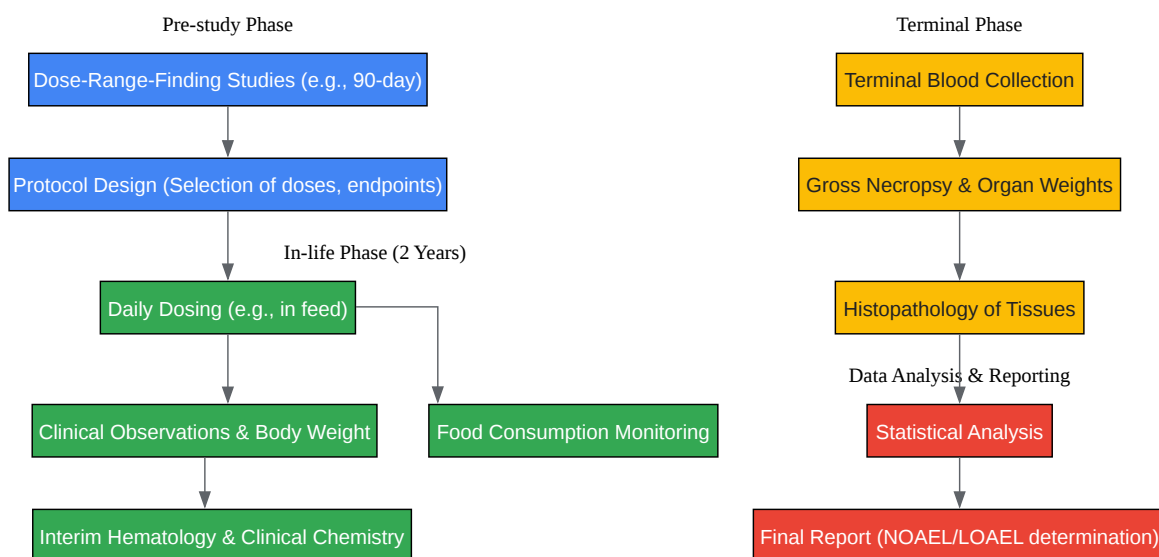 Pre-study Phase
Dose-Range-Finding Studies (e.g., 90-day)
Protocol Design (Selection of doses, endpoints)
In-life Phase (2 Years)
Daily Dosing (e.g., in feed)
Clinical Observations & Body Weight
Food Consumption Monitoring
Interim Hematology & Clinical Chemistry
Terminal Phase
Terminal Blood Collection
Gross Necropsy & Organ Weights
Histopathology of Tissues
Data Analysis & Reporting
Statistical Analysis
Final Report (NOAEL/LOAEL determination)